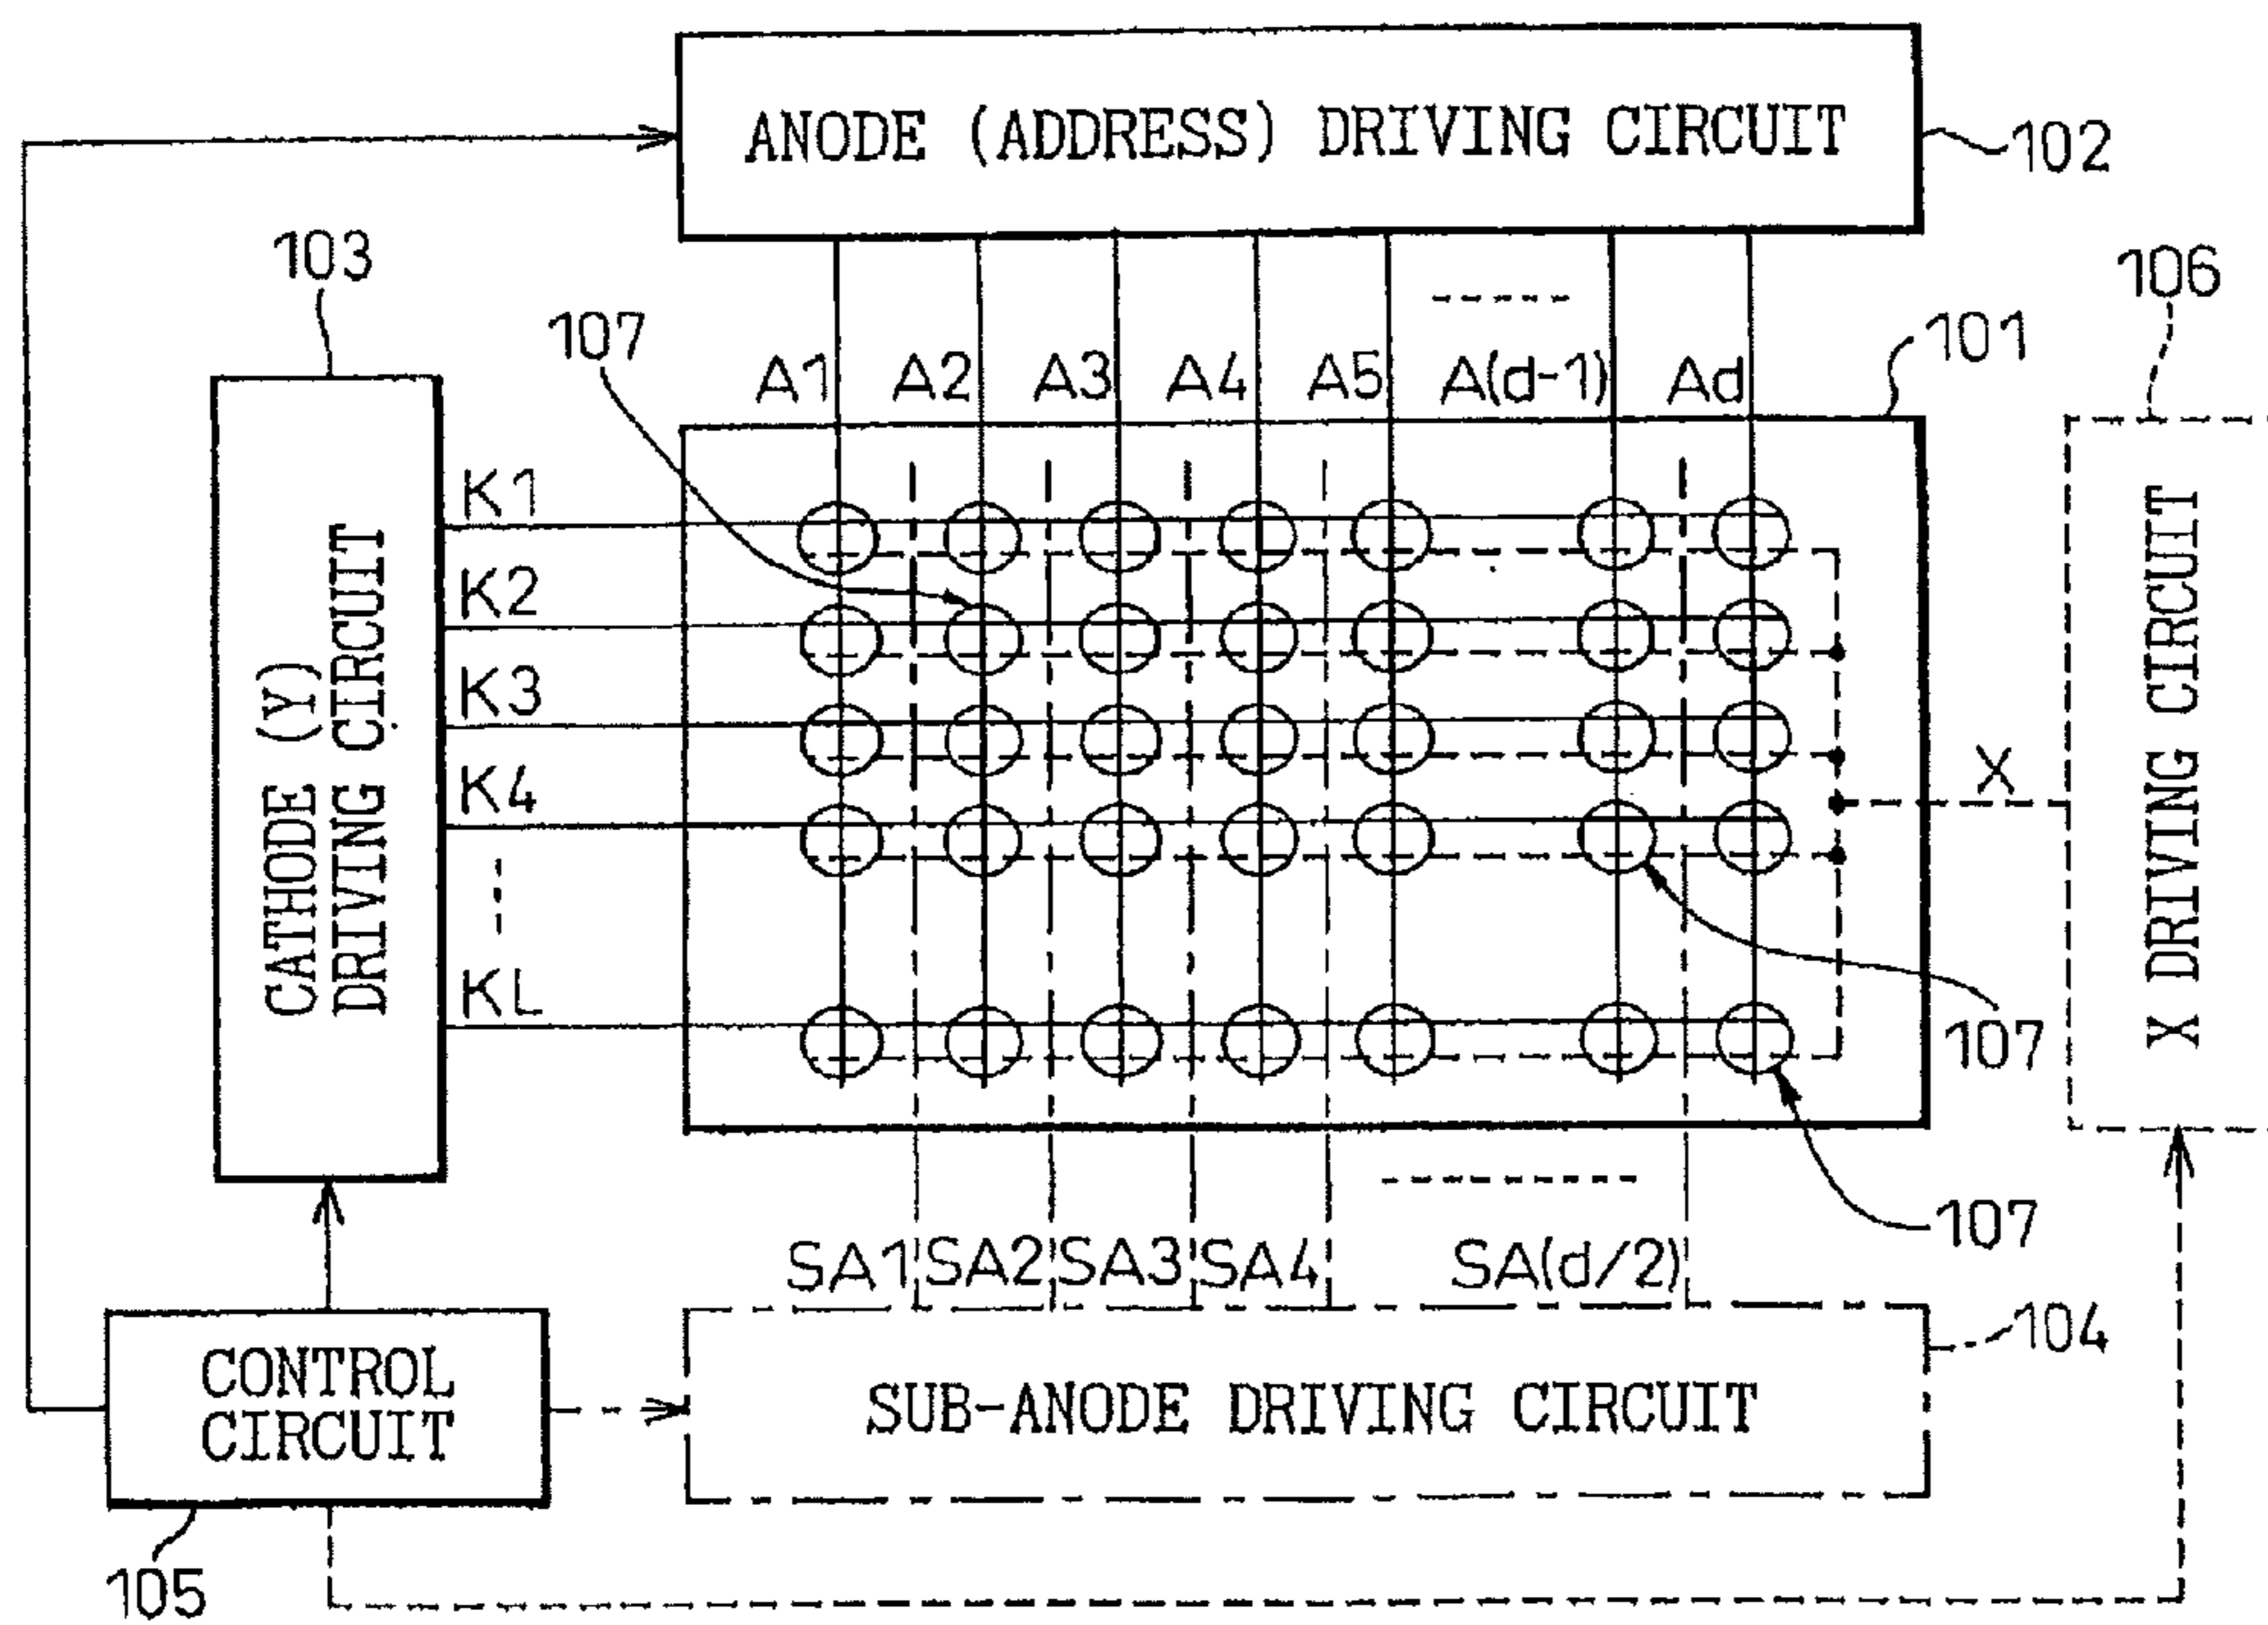 ANODE (ADDRESS) DRIVING CIRCUIT
102
103
106
107
101
A1 A2 A3 A4 A5 A(d-1) Ad
K1
K2
K3
K4
KL
CATHODE (Y)
DRIVING CIRCUIT
X
X DRIVING CIRCUIT
107
107
SA1 SA2 SA3 SA4 SA(d/2)
104
CONTROL
CIRCUIT
SUB-ANODE DRIVING CIRCUIT
105